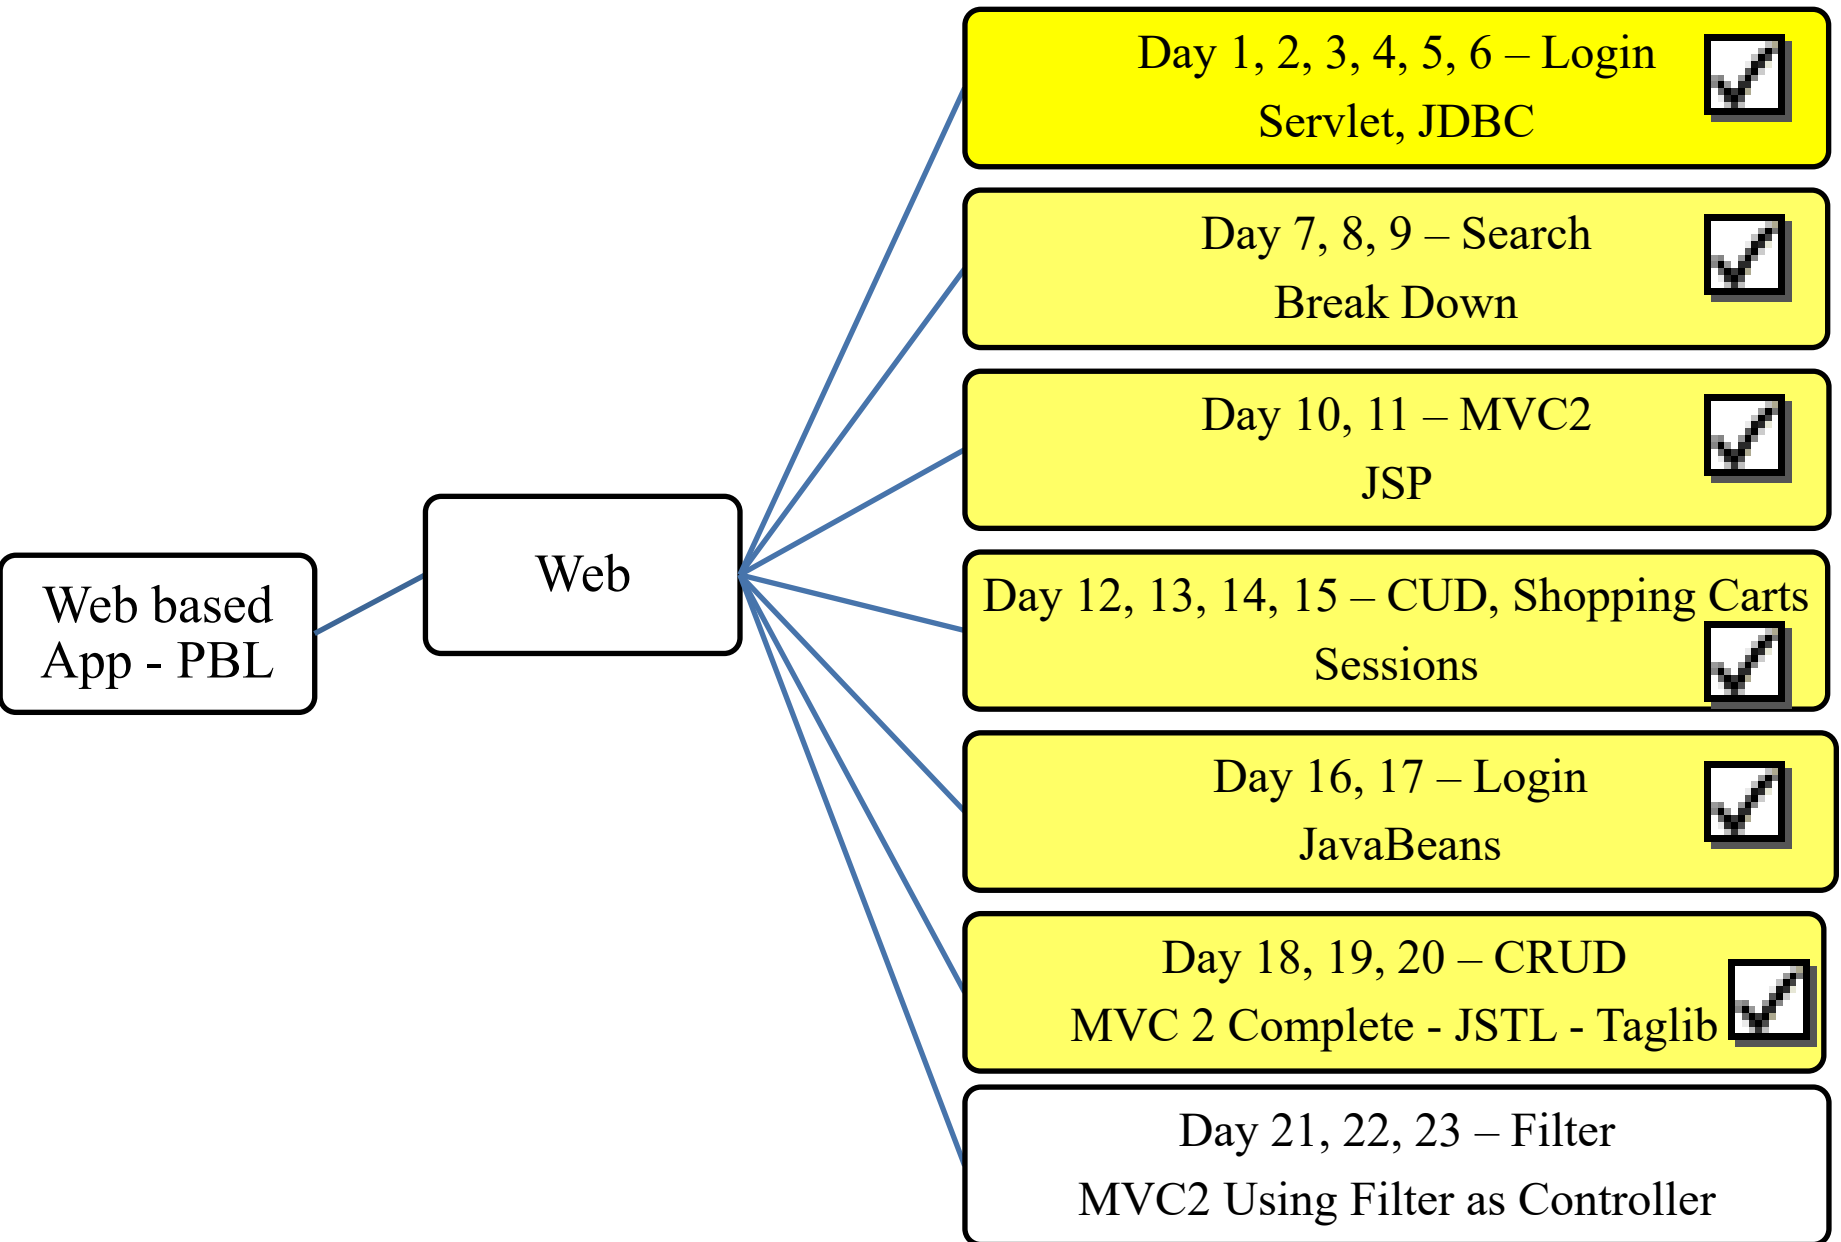 Web based
App - PBL
Web
Day 1, 2, 3, 4, 5, 6 – Login
Servlet, JDBC
Day 7, 8, 9 – Search
Break Down
Day 10, 11 – MVC2
JSP
Day 12, 13, 14, 15 – CUD, Shopping Carts
Sessions
Day 16, 17 – Login
JavaBeans
Day 18, 19, 20 – CRUD
MVC 2 Complete - JSTL - Taglib
Day 21, 22, 23 – Filter
MVC2 Using Filter as Controller